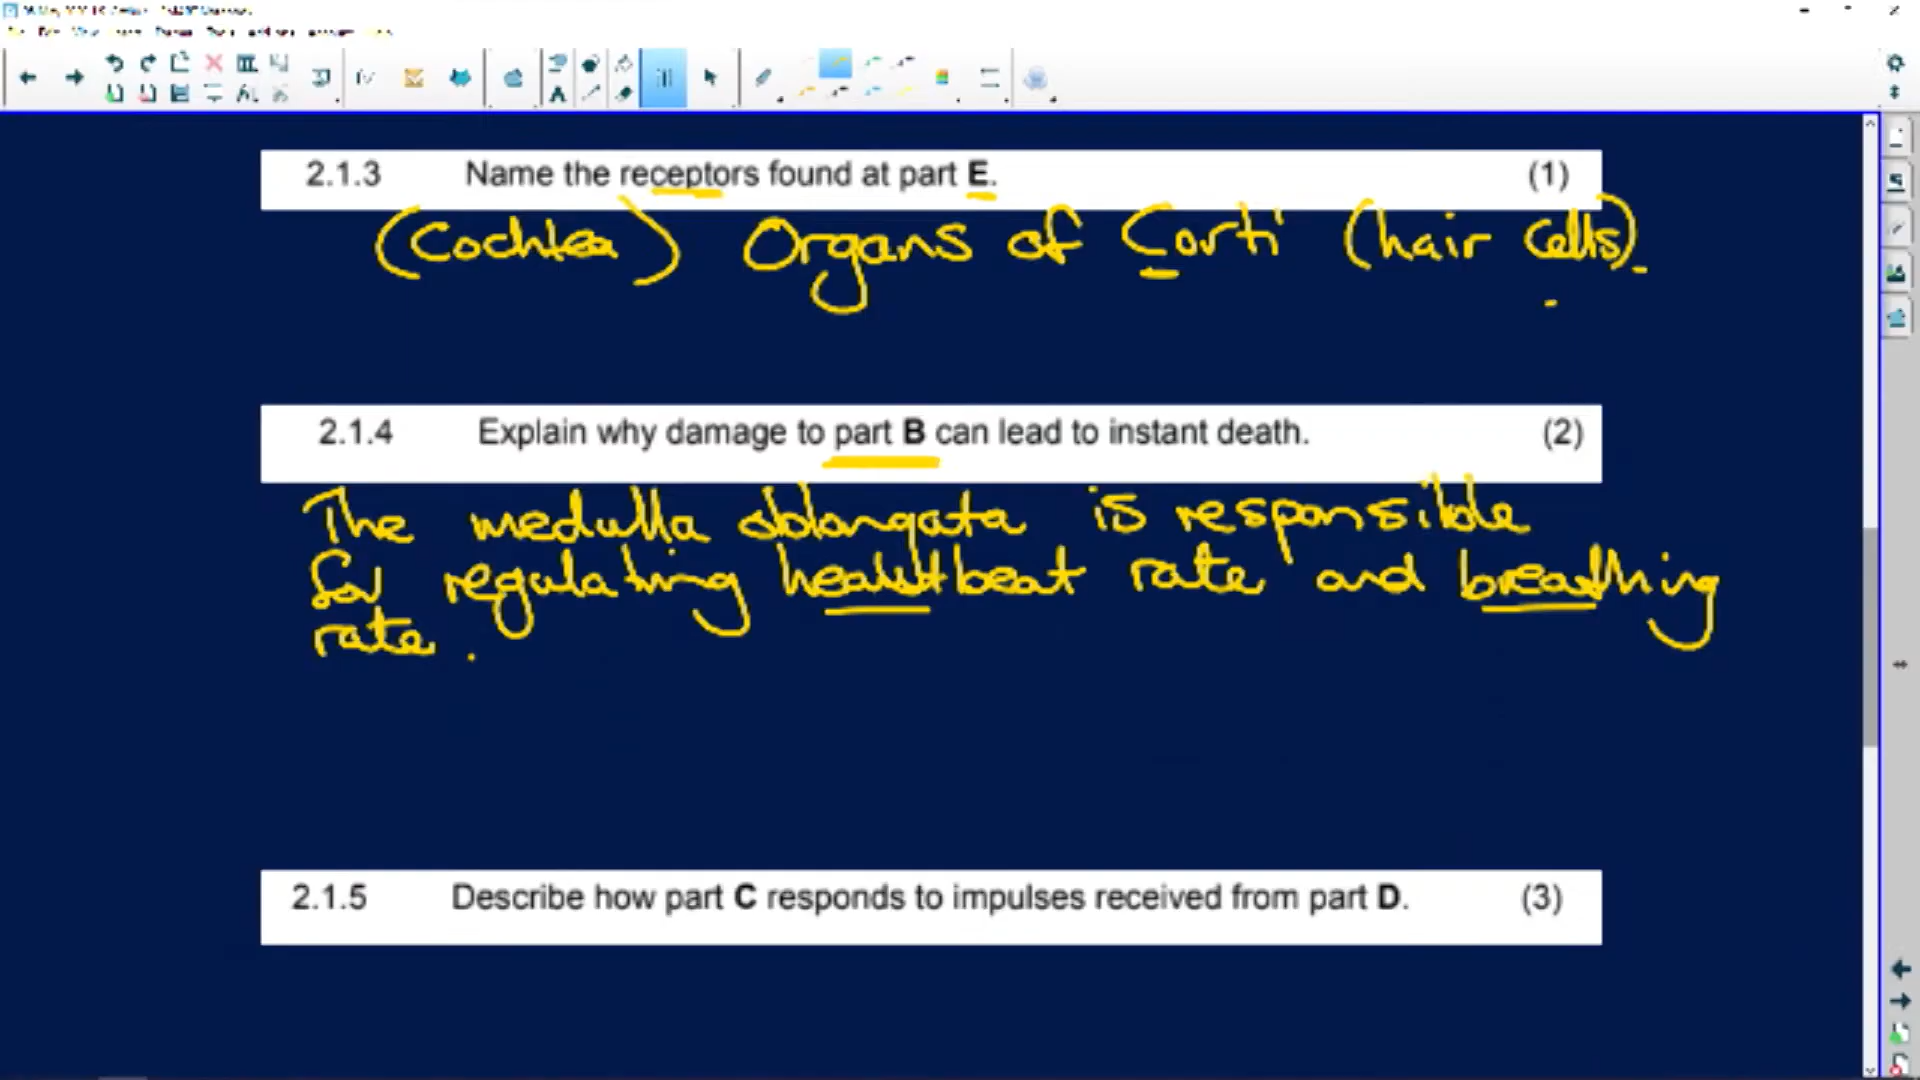 2.1.3 Name the receptors found at part E. (1)
(Cochlea) Organs of Corti (hair cells).
2.1.4 Explain why damage to part B can lead to instant death. (2)
The medulla oblongata is responsible
for regulating heartbeat rate and breathing
rate.
2.1.5 Describe how part C responds to impulses received from part D. (3)